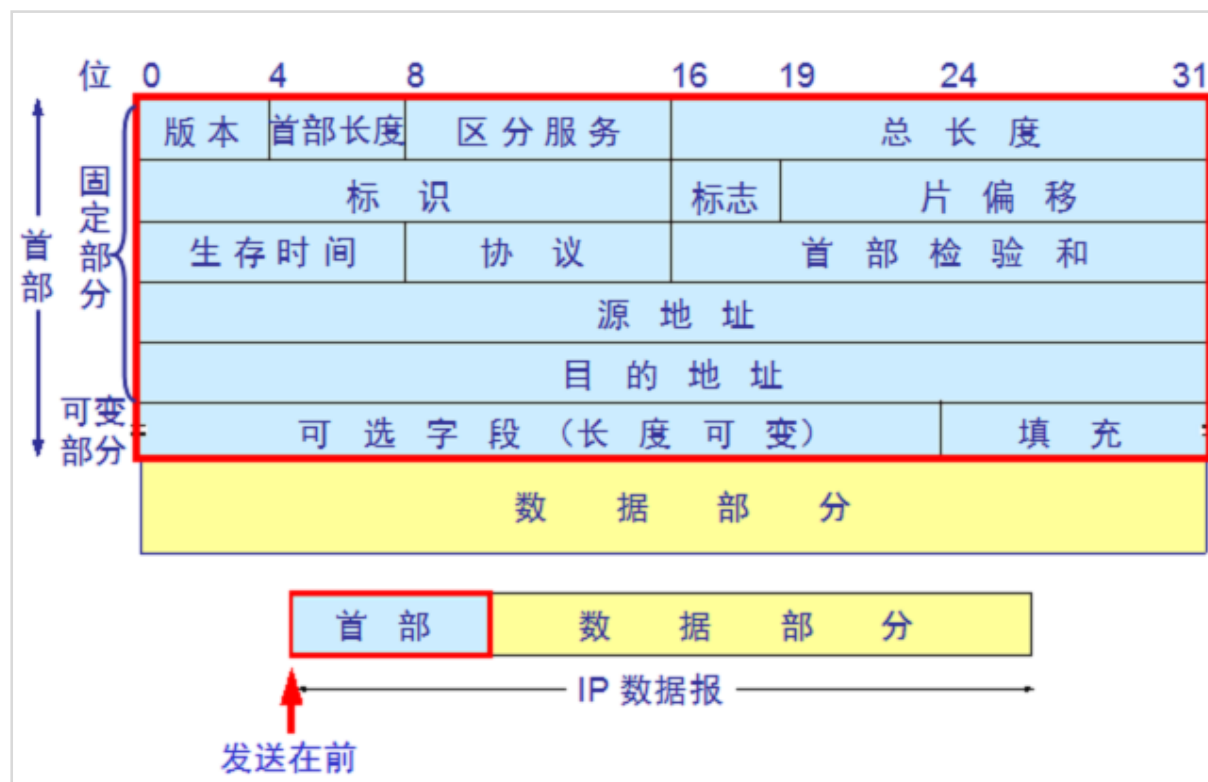 位 0 4 8 16 19 24 31
版 本 首部长度 区 分 服 务 总 长 度
标 识 标志 片 偏 移
生 存 时 间 协 议 首 部 检 验 和
源 地 址
目 的 地 址
可 选 字 段 （长 度 可 变） 填 充
数 据 部 分
首部
固定部分
可变
部分
首 部 数 据 部 分
IP 数据报
发送在前